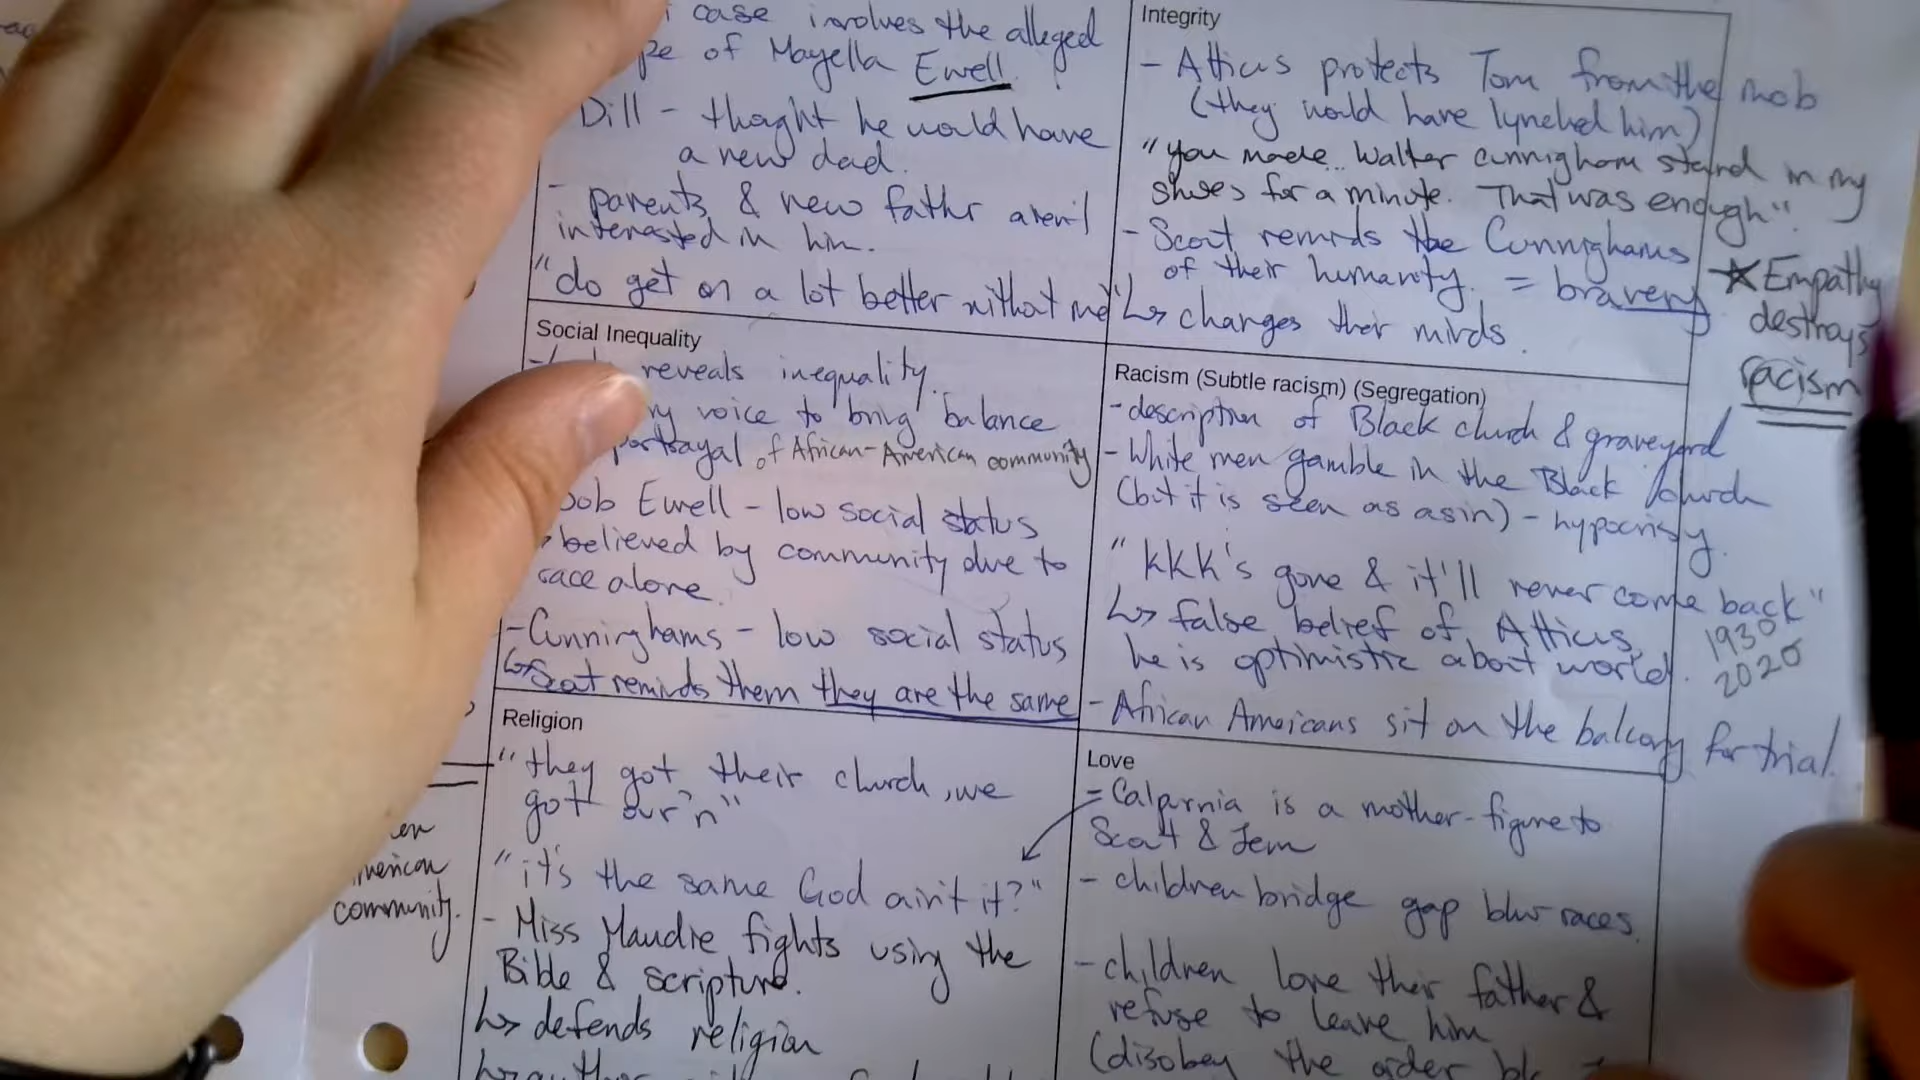 case involves the alleged
of Mayella Ewell
Dill - thought he would have
a new dad.
- parents & new fathr aren't
interested in him.
"do get on a lot better without me"
Integrity
- Atticus protects Tom from the mob
(they would have lynched him)
"you made.. Walter Cunnigham stand in my
shoes for a minute. That was enough".
- Scout reminds the Cunnighams
of their humanity. = bravery
↳ changes their minds.
* Empathy
destroys
racism
Social Inequality
reveals inequality.
voice to bring balance
portrayal of African-American community
Bob Ewell - low social status
believed by community due to
race alone.
- Cunninghams - low social status
↳ Scout reminds them they are the same
Racism (Subtle racism) (Segregation)
- description of Black church & graveyard
- White men gamble in the Black church
(but it is seen as a sin) - hypocrisy.
"KKK's gone & it'll never come back"
↳ false belief of Atticus,
he is optimistic about world.
1930
2020
- African Americans sit on the balcony for trial.
Religion
"they got their church, we
got our'n"
"it's the same God ain't it?"
- Miss Maudie fights using the
Bible & scripture.
↳ defends religion
community.
Love
- Calpurnia is a mother-figure to
Scout & Jem
- children bridge gap blur races.
- children love their father &
refuse to leave him
(disobey the order